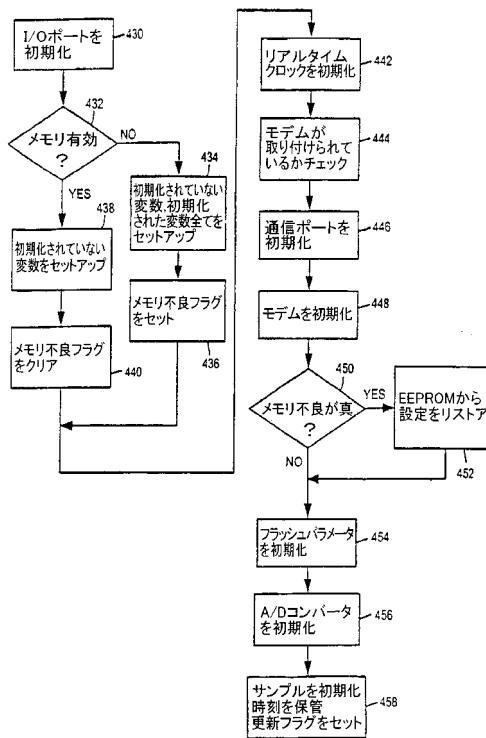 I/Oポートを
初期化
430
432
メモリ有効
?
NO
YES
434
初期化されていない
変数,初期化
された変数全てを
セットアップ
438
初期化されていない
変数をセットアップ
メモリ不良フラグ
をセット
436
メモリ不良フラグ
をクリア
440
リアルタイム
クロックを初期化
442
モデムが
取り付けられて
いるかチェック
444
通信ポートを
初期化
446
モデムを初期化
448
450
メモリ不良が真
?
YES
NO
EEPROMから
設定をリストア
452
フラッシュパラメータ
を初期化
454
A/Dコンバータ
を初期化
456
サンプルを初期化
時刻を保管
更新フラグをセット
458